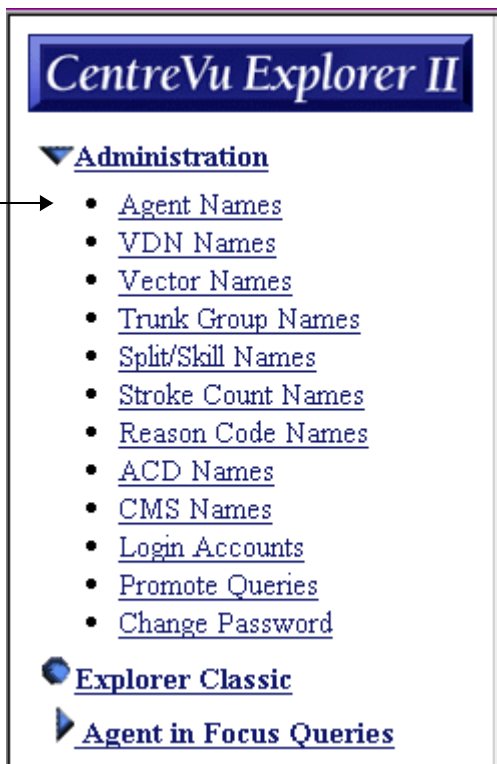 CentreVu Explorer II
Administration
Agent Names
VDN Names
Vector Names
Trunk Group Names
Split/Skill Names
Stroke Count Names
Reason Code Names
ACD Names
CMS Names
Login Accounts
Promote Queries
Change Password
Explorer Classic
Agent in Focus Queries